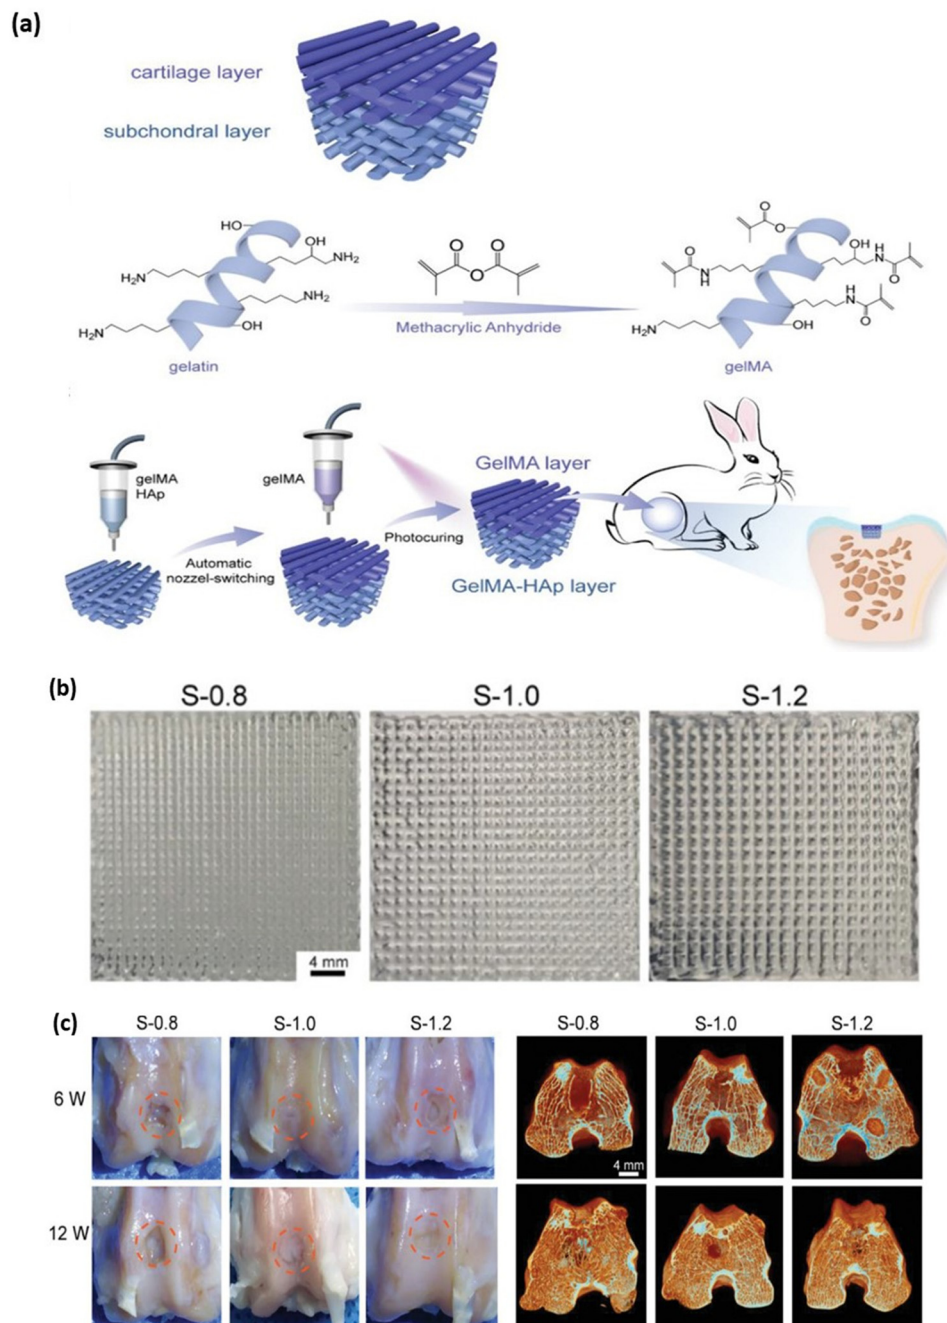 (a)
cartilage layer
subchondral layer
HO
OH
NH₂
H₂N
NH₂
H₂N
OH
gelatin
O O
O
Methacrylic Anhydride
O
O
OH
H
N
O
N
H
O
H
N
O
H₂N
OH
gelMA
gelMA
HAp
gelMA
Automatic
nozzel-switching
Photocuring
GelMA layer
GelMA-HAp layer
(b)
S-0.8 S-1.0 S-1.2
4 mm
(c)
S-0.8 S-1.0 S-1.2 S-0.8 S-1.0 S-1.2
6 W
4 mm
12 W